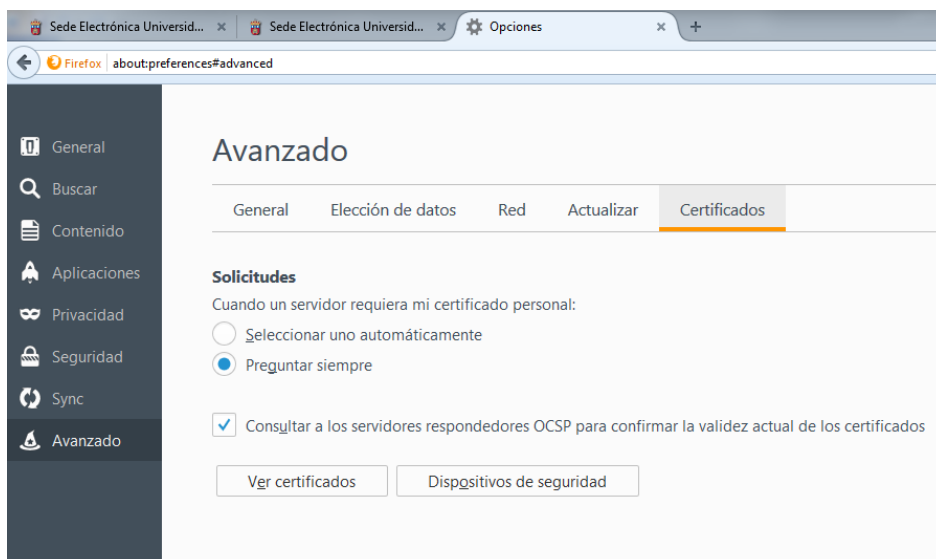 Sede Electrónica Universid...
Sede Electrónica Universid...
Opciones
Firefox about:preferences#advanced
General
Buscar
Contenido
Aplicaciones
Privacidad
Seguridad
Sync
Avanzado
Avanzado
General Elección de datos Red Actualizar Certificados
Solicitudes
Cuando un servidor requiera mi certificado personal:
Seleccionar uno automáticamente
Preguntar siempre
Consultar a los servidores respondedores OCSP para confirmar la validez actual de los certificados
Ver certificados Dispositivos de seguridad